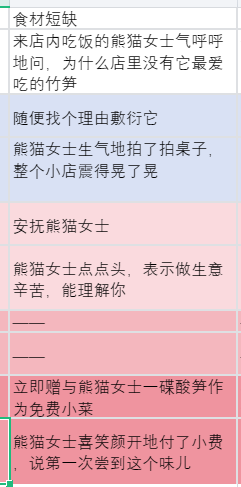 食材短缺
来店内吃饭的熊猫女士气呼呼
地问，为什么店里没有它最爱
吃的竹笋
随便找个理由敷衍它
熊猫女士生气地拍了拍桌子，
整个小店震得晃了晃
安抚熊猫女士
熊猫女士点点头，表示做生意
辛苦，能理解你
——
——
立即赠与熊猫女士一碟酸笋作
为免费小菜
熊猫女士喜笑颜开地付了小费
，说第一次尝到这个味儿